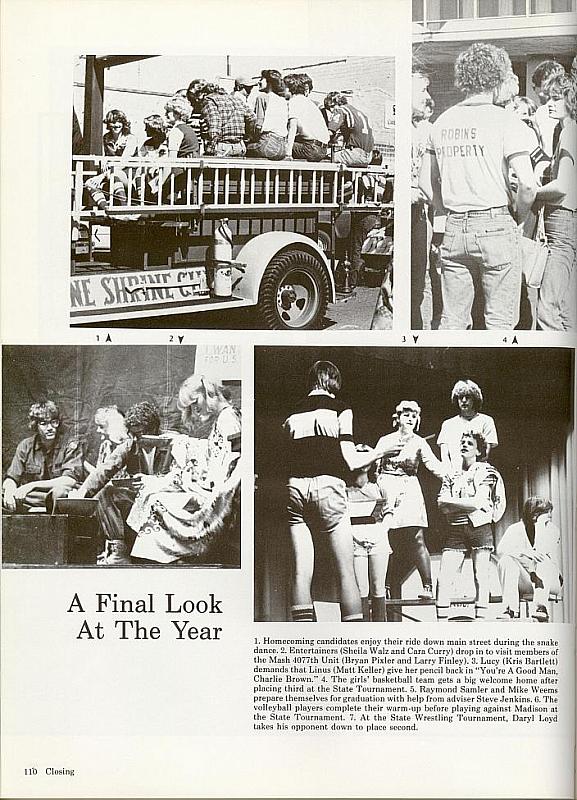 ROBINS
PROPERTY
NE SHRINE CL
1 2
3 4
I WAN
FOR U.S.
A Final Look
At The Year
1. Homecoming candidates enjoy their ride down main street during the snake
dance. 2. Entertainers (Sheila Walz and Cara Curry) drop in to visit members of
the Mash 4077th Unit (Bryan Pixler and Larry Finley). 3. Lucy (Kris Bartlett)
demands that Linus (Matt Keller) give her pencil back in "You're A Good Man,
Charlie Brown." 4. The girls' basketball team gets a big welcome home after
placing third at the State Tournament. 5. Raymond Samler and Mike Weems
prepare themselves for graduation with help from adviser Steve Jenkins. 6. The
volleyball players complete their warm-up before playing against Madison at
the State Tournament. 7. At the State Wrestling Tournament, Daryl Loyd
takes his opponent down to place second.
110 Closing